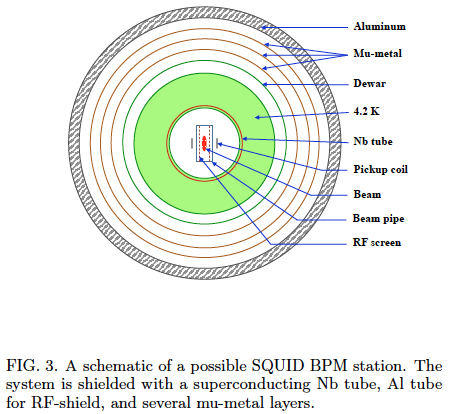 Aluminum
Mu-metal
Dewar
4.2 K
Nb tube
Pickup coil
Beam
Beam pipe
RF screen
FIG. 3. A schematic of a possible SQUID BPM station. The
system is shielded with a superconducting Nb tube, Al tube
for RF-shield, and several mu-metal layers.